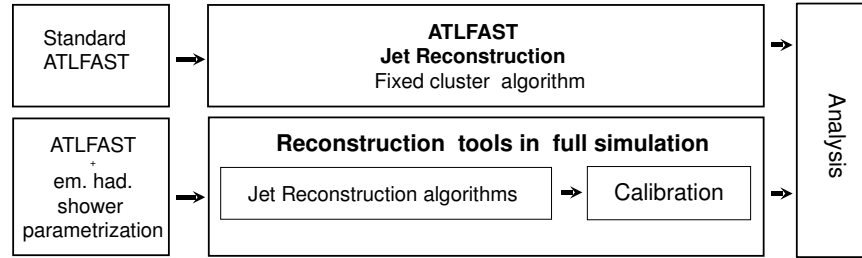 Standard
ATLFAST
ATLFAST
Jet Reconstruction
Fixed cluster algorithm
ATLFAST
+
em. had.
shower
parametrization
Reconstruction tools in full simulation
Jet Reconstruction algorithms
Calibration
Analysis